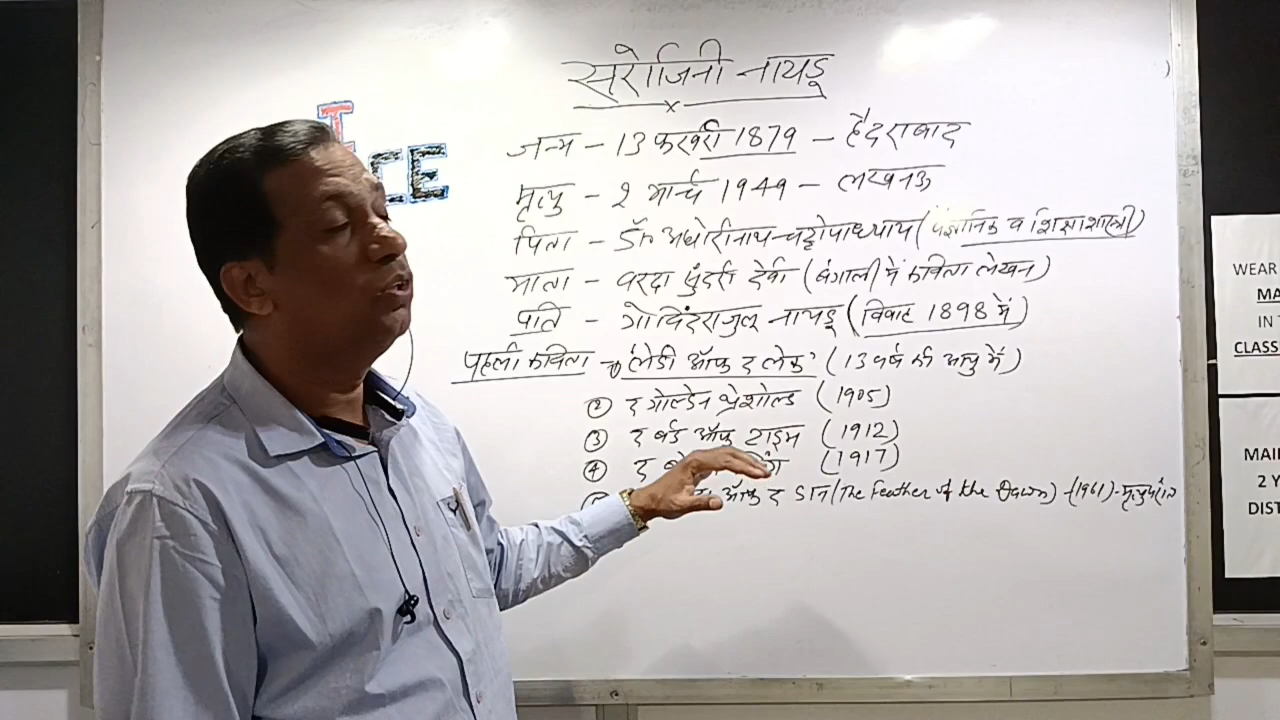 सरोजिनी नायडू
T
CE
जन्म - 13 फरवरी 1879 - हैदराबाद
मृत्यु - 2 मार्च 1949 - लखनऊ
पिता - डॉ॰ अघोरीनाथ चट्टोपाध्याय (वैज्ञानिक व शिक्षाशास्त्री)
माता - वरदा सुंदरी देवी (बंगाली में कविता लेखन)
पति - गोविंदराजुलू नायडू (विवाह 1898 में)
पहली कविता → 'लेडी ऑफ द लेक' (13 वर्ष की आयु में)
② द गोल्डेन थ्रेशोल्ड (1905)
③ द बर्ड ऑफ टाइम (1912)
④ द (1917)
ऑफ द डॉन (The Feather of the Dawn) - (1961) - मृत्युपरांत
WEAR
MA
IN
CLASS
MAI
2 Y
DIST